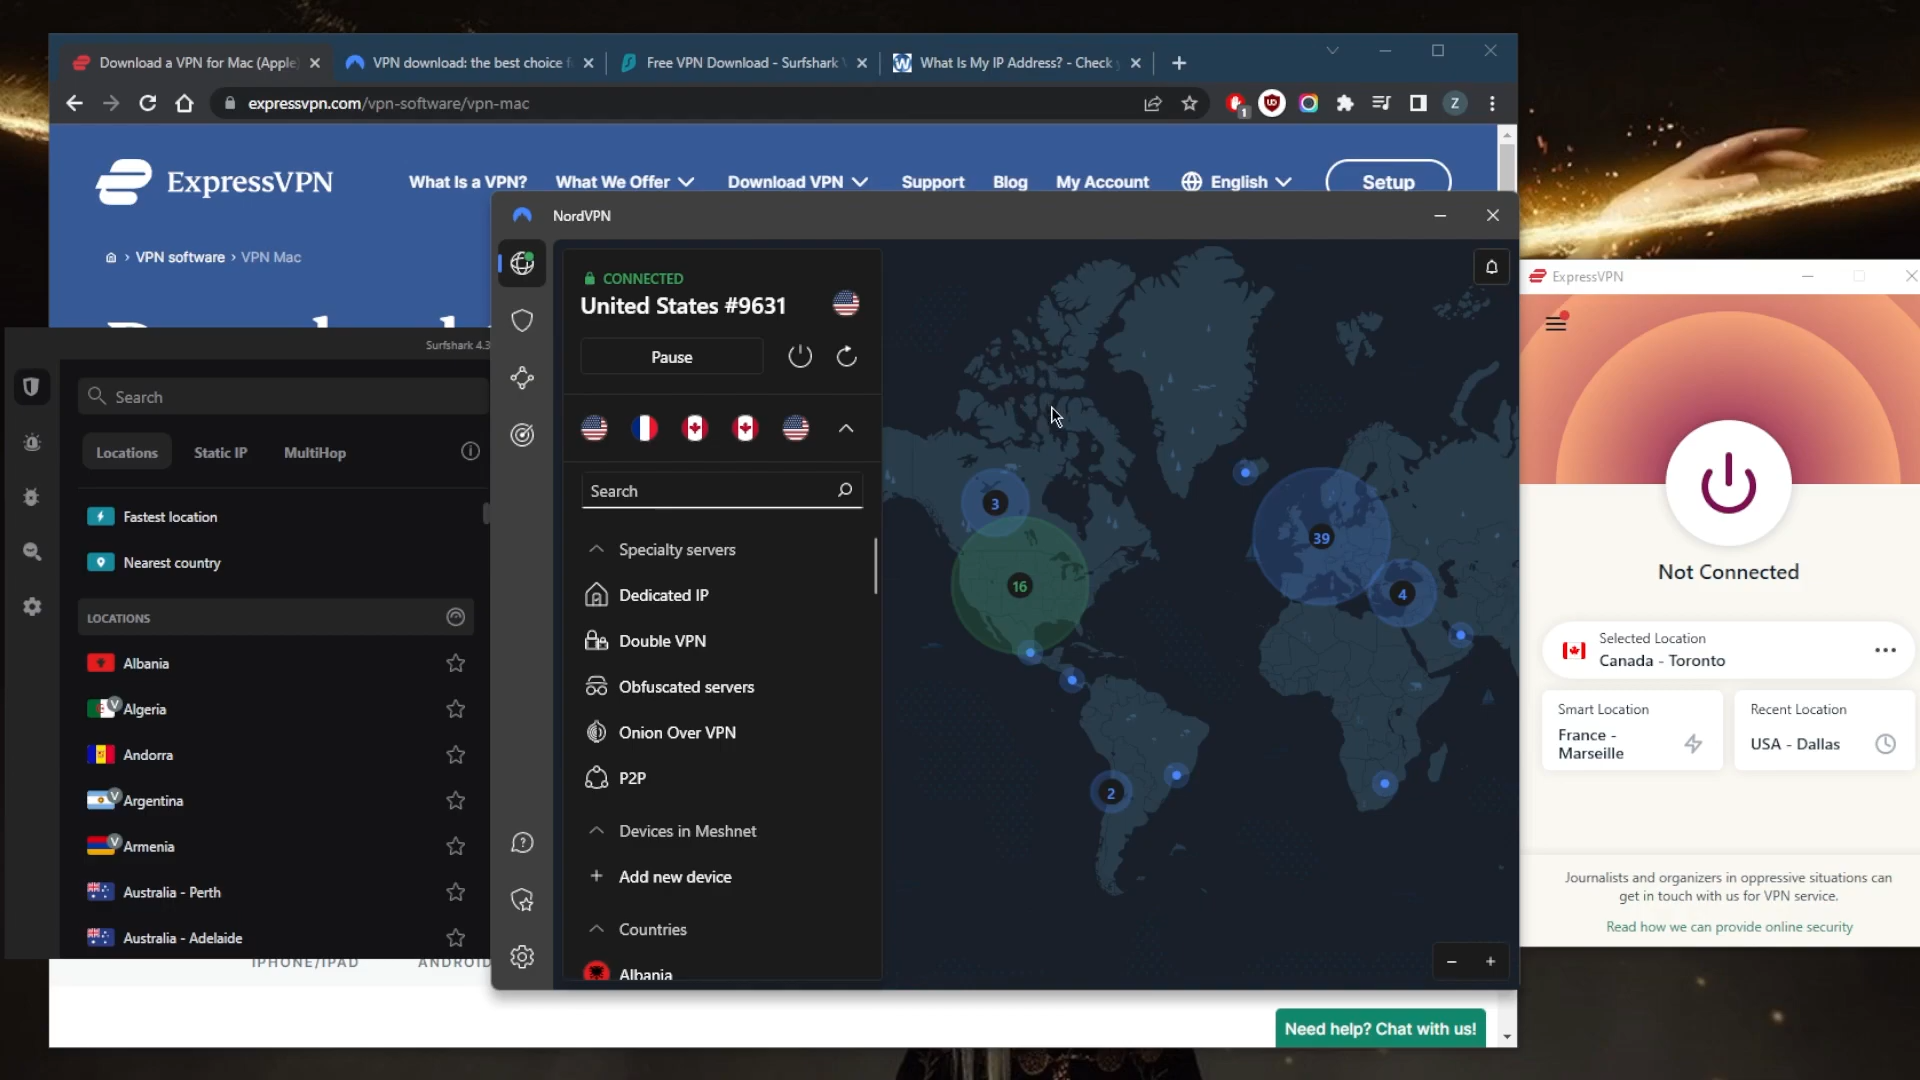 Download a VPN for Mac (Apple
VPN download: the best choice f
Free VPN Download - Surfshark
What Is My IP Address? - Check
expressvpn.com/vpn-software/vpn-mac
1
Z
ExpressVPN
What Is a VPN?
What We Offer
Download VPN
Support
Blog
My Account
English
Setup
VPN software › VPN Mac
Surfshark 4.3
Search
Locations
Static IP
MultiHop
Fastest location
Nearest country
LOCATIONS
Albania
V
Algeria
Andorra
V
Argentina
V
Armenia
Australia - Perth
Australia - Adelaide
IPHONE/IPAD
ANDROID
NordVPN
CONNECTED
United States #9631
Pause
Search
Specialty servers
Dedicated IP
Double VPN
Obfuscated servers
Onion Over VPN
P2P
Devices in Meshnet
+ Add new device
Countries
Albania
3
16
39
4
2
− +
Need help? Chat with us!
ExpressVPN
Not Connected
Selected Location
Canada - Toronto
Smart Location
France -
Marseille
Recent Location
USA - Dallas
Journalists and organizers in oppressive situations can
get in touch with us for VPN service.
Read how we can provide online security